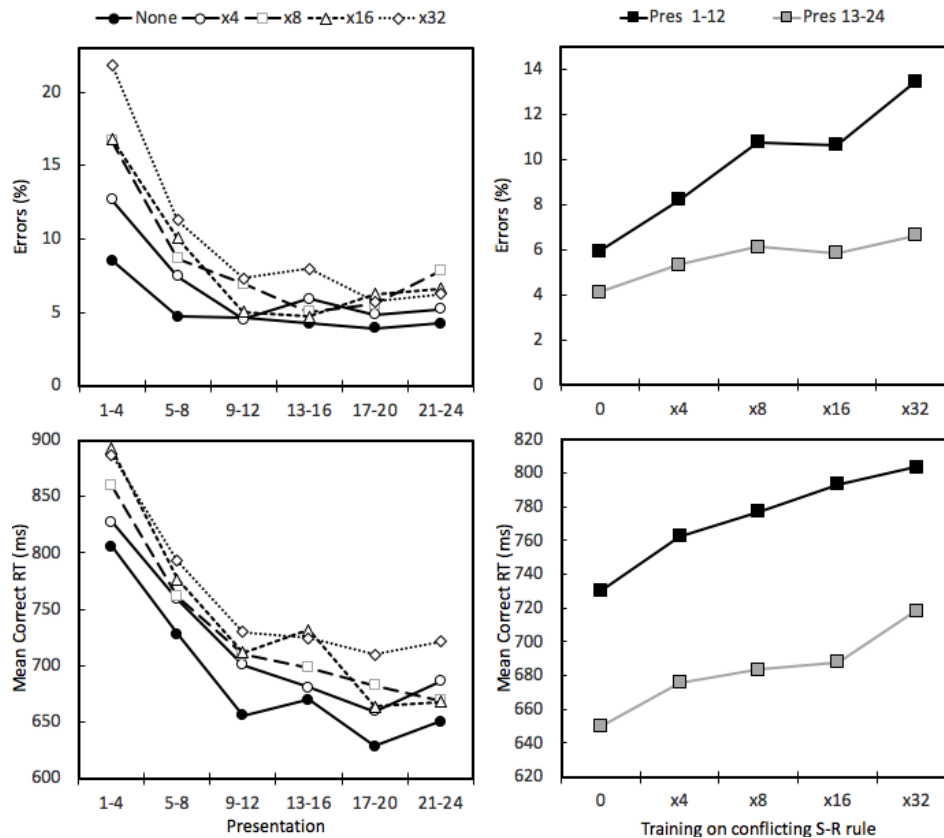 None x4 x8 x16 x32
Pres 1-12 Pres 13-24
Errors (%)
20
15
10
5
0
1-4 5-8 9-12 13-16 17-20 21-24
Errors (%)
14
12
10
8
6
4
2
0
0 x4 x8 x16 x32
Mean Correct RT (ms)
900
850
800
750
700
650
600
1-4 5-8 9-12 13-16 17-20 21-24
Presentation
Mean Correct RT (ms)
820
800
780
760
740
720
700
680
660
640
620
0 x4 x8 x16 x32
Training on conflicting S-R rule